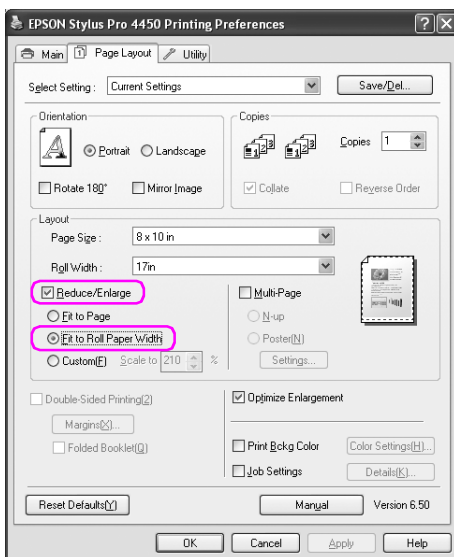 EPSON Stylus Pro 4450 Printing Preferences
Main Page Layout Utility
Select Setting : Current Settings Save/Del...
Orientation Copies
Portrait Landscape Copies 1
Rotate 180° Mirror Image Collate Reverse Order
Layout
Page Size : 8 x 10 in
Roll Width : 17in
Reduce/Enlarge Multi-Page
Fit to Page N-up
Fit to Roll Paper Width Poster(N)
Custom(F) Scale to 210 % Settings...
Double-Sided Printing(2) Optimize Enlargement
Margins(X)...
Folded Booklet(Q) Print Bckg Color Color Settings(H)...
Job Settings Details(K)...
Reset Defaults(Y) Manual Version 6.50
OK Cancel Apply Help